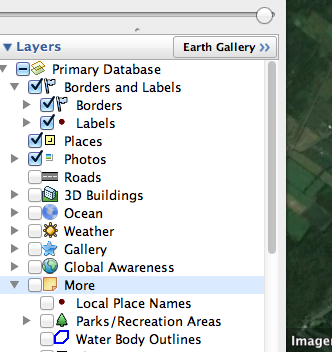 Layers
Earth Gallery >>
Primary Database
Borders and Labels
Borders
Labels
Places
Photos
Roads
3D Buildings
Ocean
Weather
Gallery
Global Awareness
More
Local Place Names
Parks/Recreation Areas
Water Body Outlines
Imager